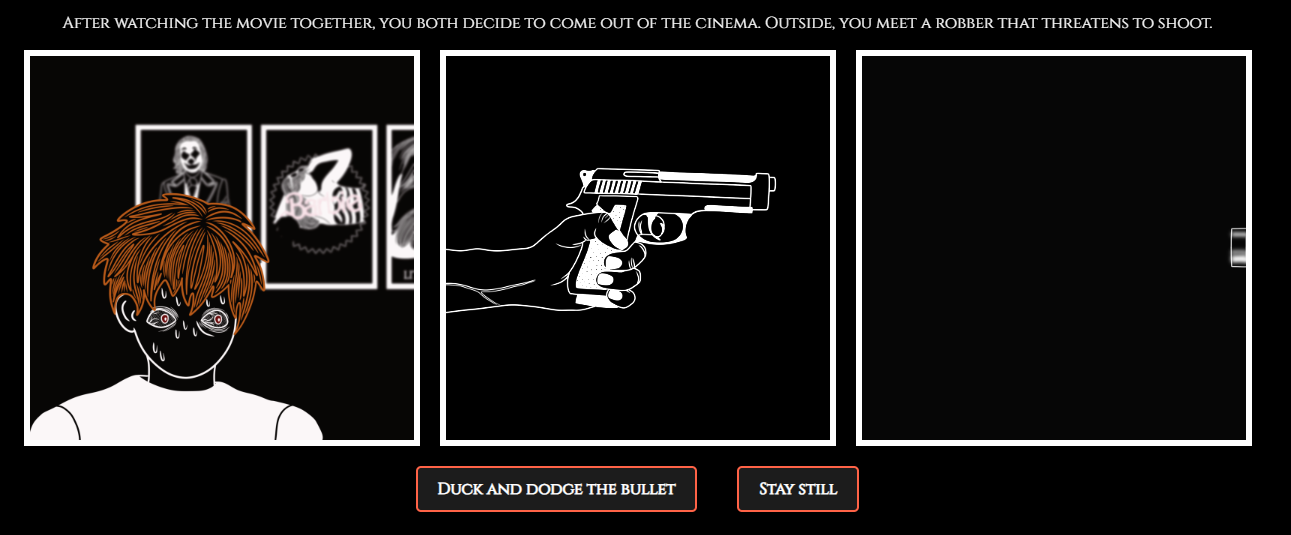 After watching the movie together, you both decide to come out of the cinema. Outside, you meet a robber that threatens to shoot.
Duck and dodge the bullet
Stay still